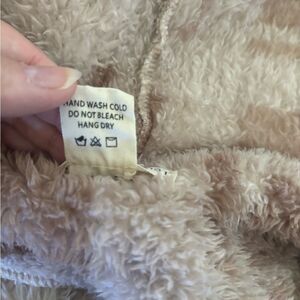 HAND WASH COLD
DO NOT BLEACH
HANG DRY